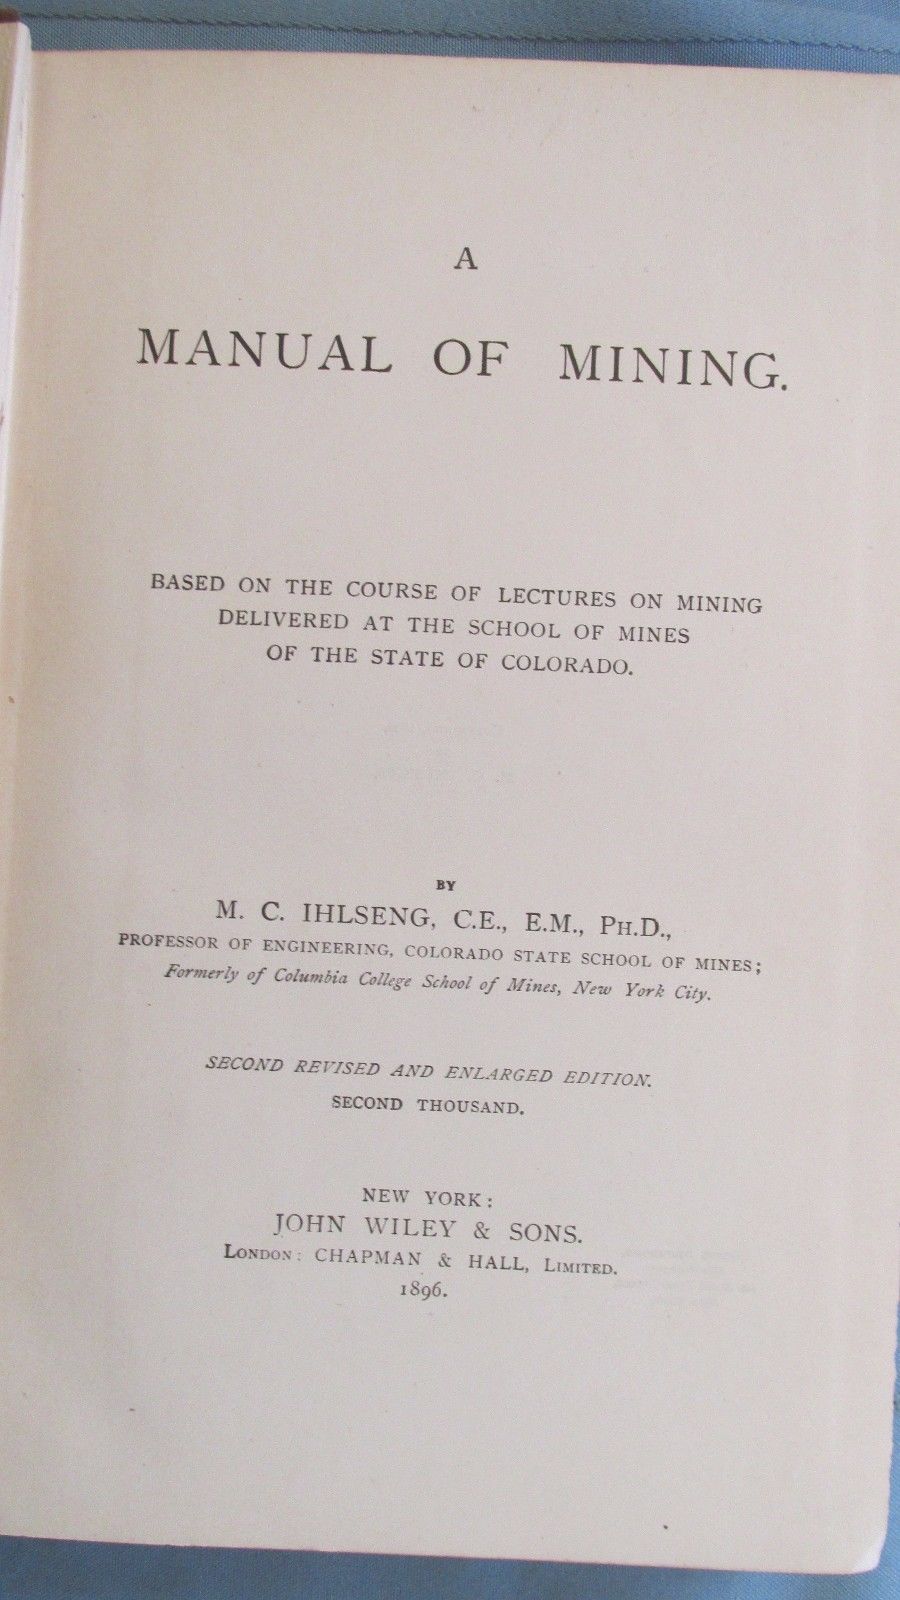 A
MANUAL OF MINING.
BASED ON THE COURSE OF LECTURES ON MINING
DELIVERED AT THE SCHOOL OF MINES
OF THE STATE OF COLORADO.
BY
M. C. IHLSENG, C.E., E.M., PH.D.,
PROFESSOR OF ENGINEERING, COLORADO STATE SCHOOL OF MINES;
Formerly of Columbia College School of Mines, New York City.
SECOND REVISED AND ENLARGED EDITION.
SECOND THOUSAND.
NEW YORK:
JOHN WILEY & SONS.
LONDON: CHAPMAN & HALL, LIMITED.
1896.